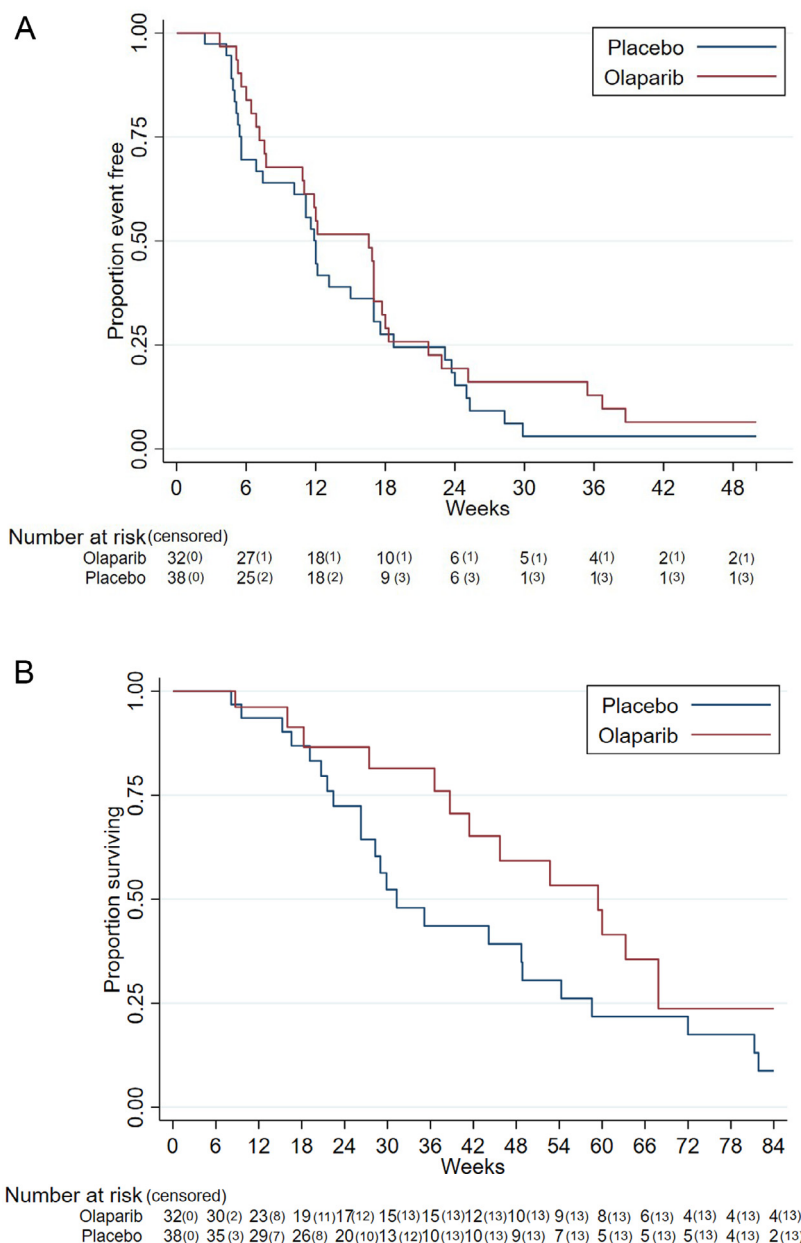 A
Placebo
Olaparib
Proportion event free
1.00
0.75
0.50
0.25
0.00
0 6 12 18 24 30 36 42 48
Weeks
Number at risk (censored)
Olaparib 32(0) 27(1) 18(1) 10(1) 6(1) 5(1) 4(1) 2(1) 2(1)
Placebo 38(0) 25(2) 18(2) 9(3) 6(3) 1(3) 1(3) 1(3) 1(3)
B
Placebo
Olaparib
Proportion surviving
1.00
0.75
0.50
0.25
0.00
0 6 12 18 24 30 36 42 48 54 60 66 72 78 84
Weeks
Number at risk (censored)
Olaparib 32(0) 30(2) 23(8) 19(11) 17(12) 15(13) 15(13) 12(13) 10(13) 9(13) 8(13) 6(13) 4(13) 4(13) 4(13)
Placebo 38(0) 35(3) 29(7) 26(8) 20(10) 13(12) 10(13) 10(13) 9(13) 7(13) 5(13) 5(13) 5(13) 4(13) 2(13)